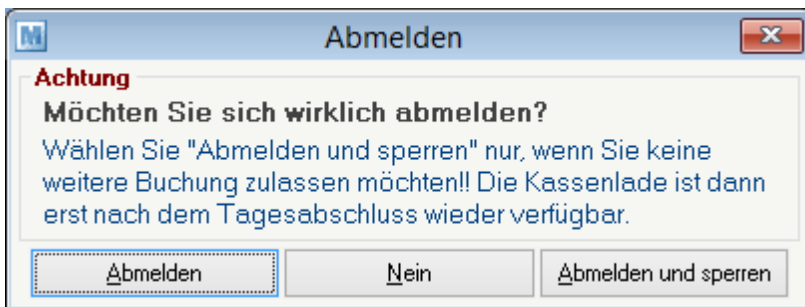 M Abmelden
Achtung
Möchten Sie sich wirklich abmelden?
Wählen Sie "Abmelden und sperren" nur, wenn Sie keine
weitere Buchung zulassen möchten!! Die Kassenlade ist dann
erst nach dem Tagesabschluss wieder verfügbar.
Abmelden Nein Abmelden und sperren